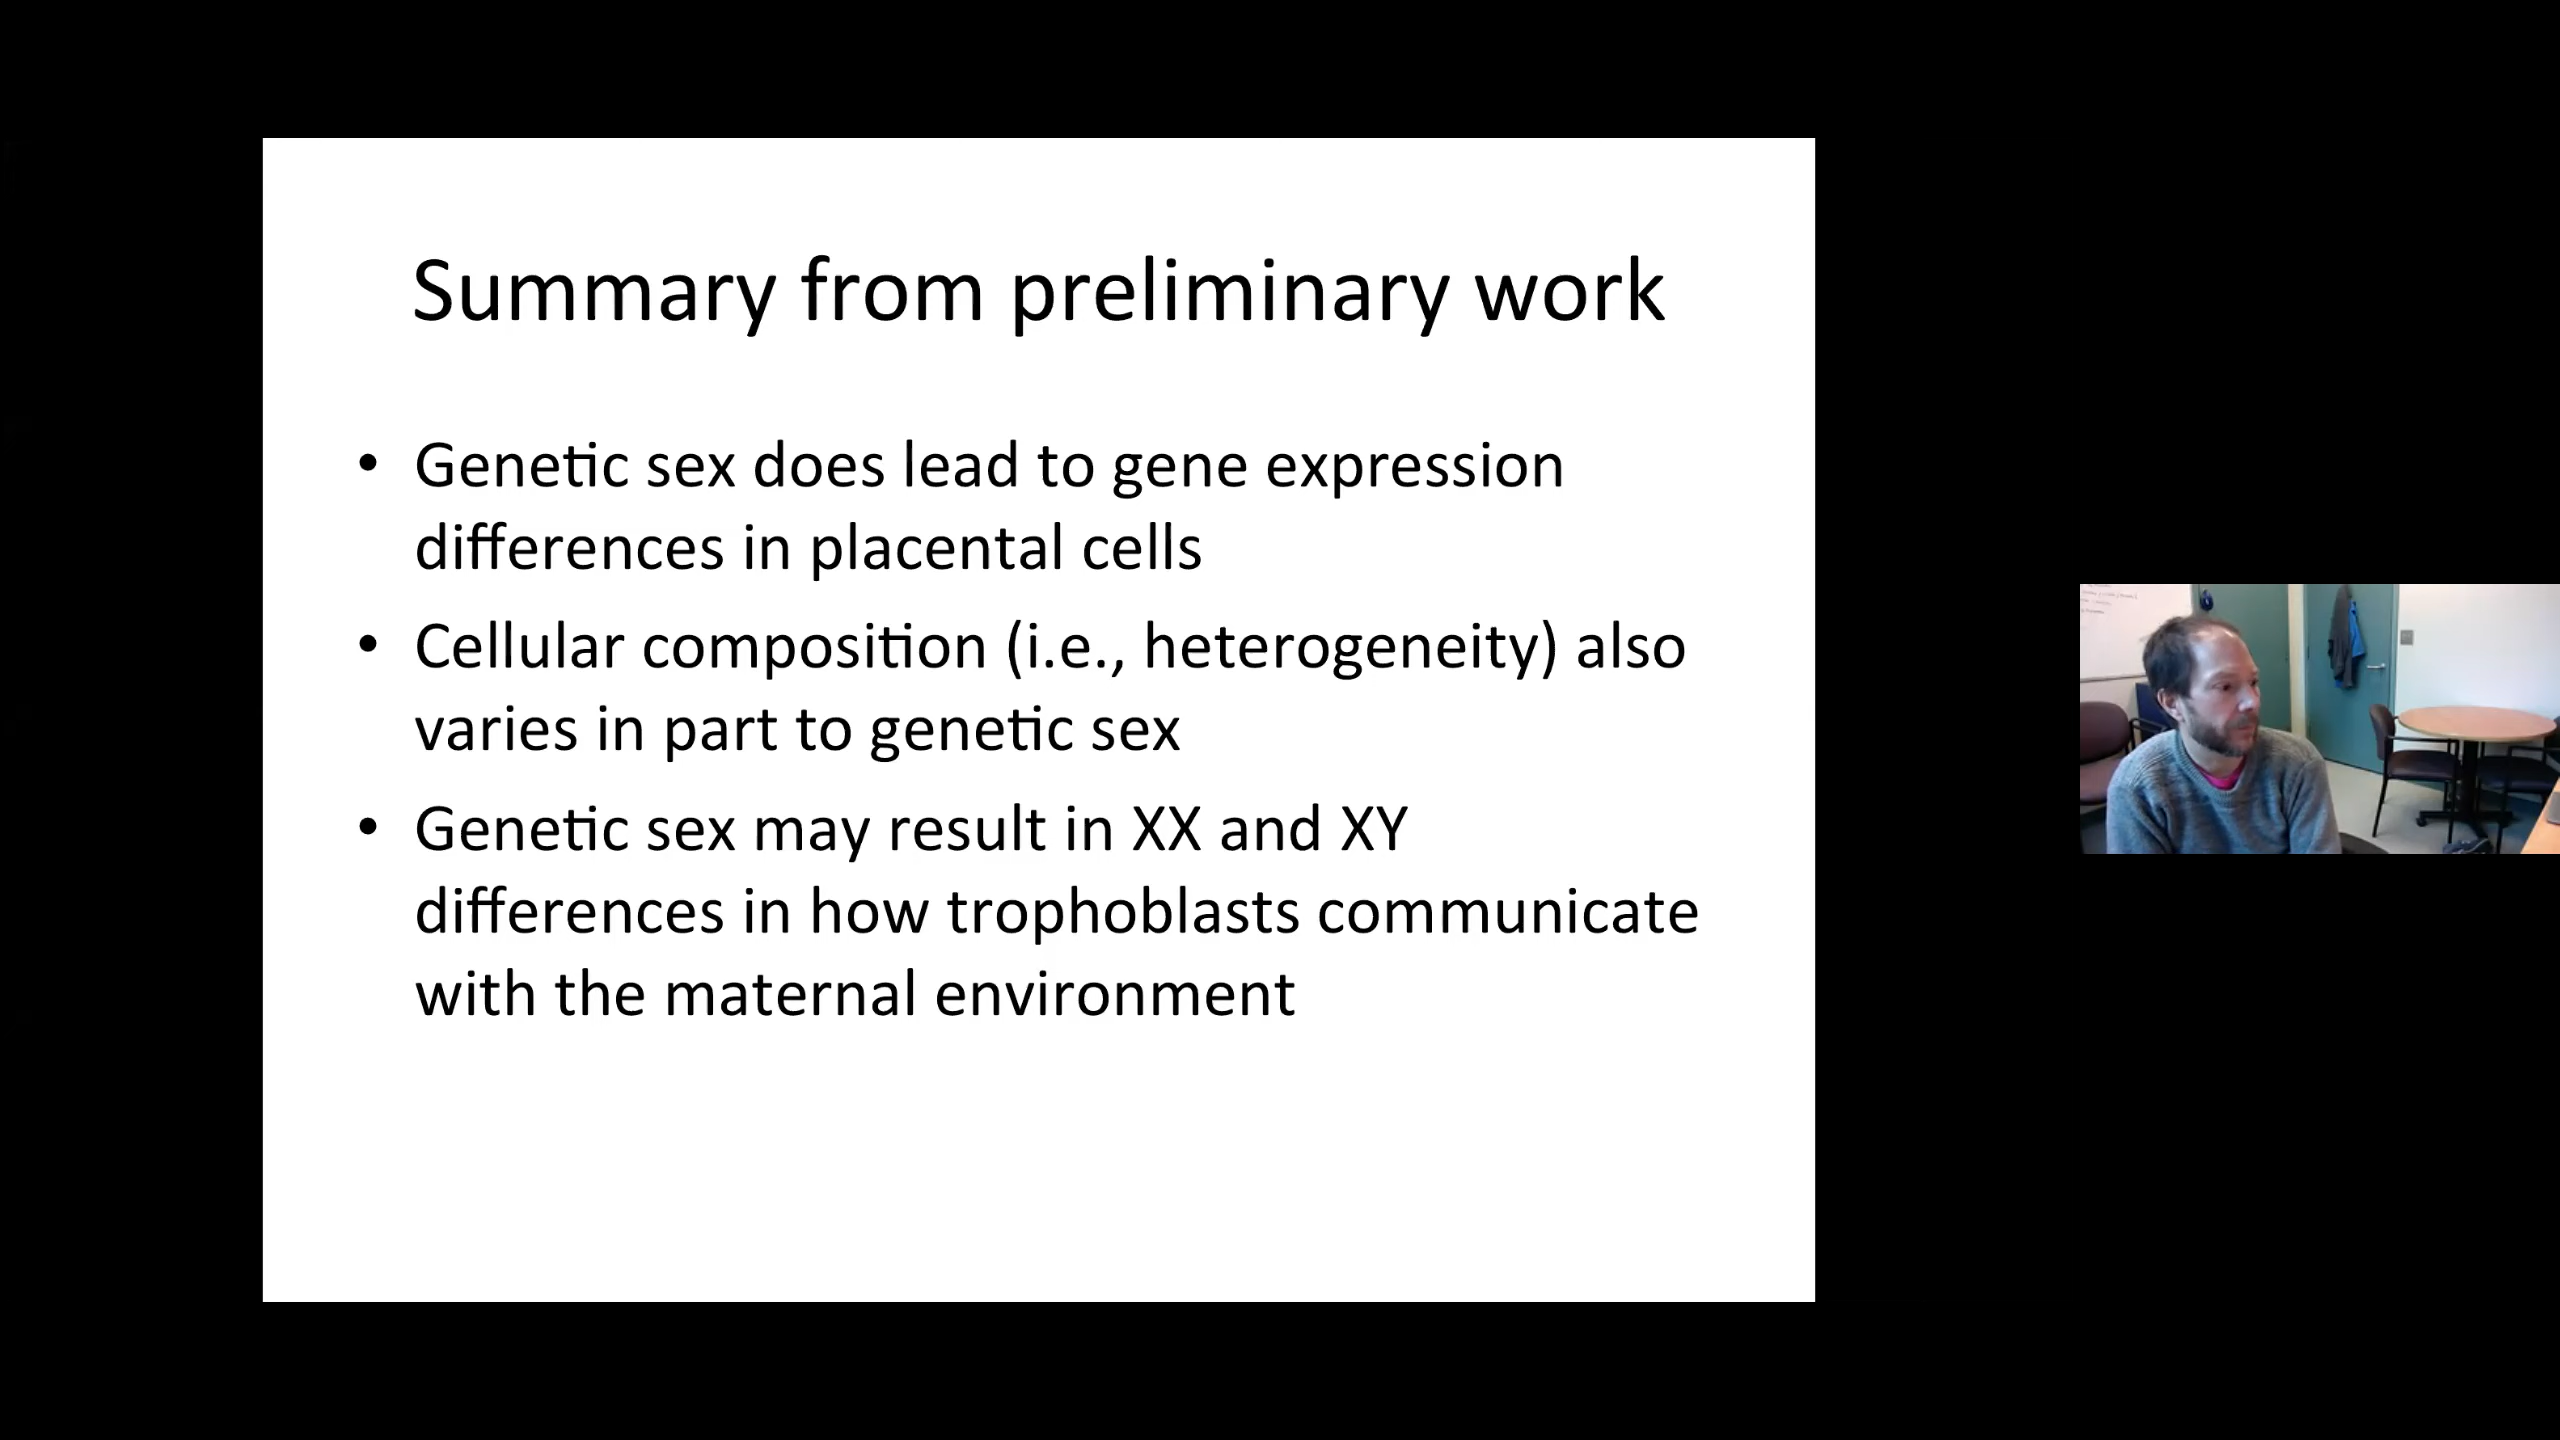 Summary from preliminary work
• Genetic sex does lead to gene expression
differences in placental cells
• Cellular composition (i.e., heterogeneity) also
varies in part to genetic sex
• Genetic sex may result in XX and XY
differences in how trophoblasts communicate
with the maternal environment